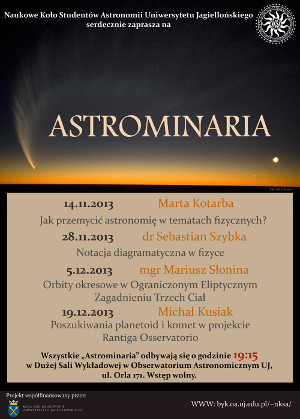 Naukowe Koło Studentów Astronomii Uniwersytetu Jagiellońskiego
serdecznie zaprasza na
ASTROMINARIA
14.11.2013 Marta Kotarba
Jak przemycić astronomię w tematach fizycznych?
28.11.2013 dr Sebastian Szybka
Notacja diagramatyczna w fizyce
5.12.2013 mgr Mariusz Słonina
Orbity okresowe w Ograniczonym Eliptycznym
Zagadnieniu Trzech Ciał
19.12.2013 Michał Kusiak
Poszukiwania planetoid i komet w projekcie
Rantiga Osservatorio
Wszystkie „Astrominaria” odbywają się o godzinie 19:15
w Dużej Sali Wykładowej w Obserwatorium Astronomicznym UJ,
ul. Orla 171. Wstęp wolny.
Projekt współfinansowany przez:
http://www: byk.oa.uj.edu.pl/~nksa/